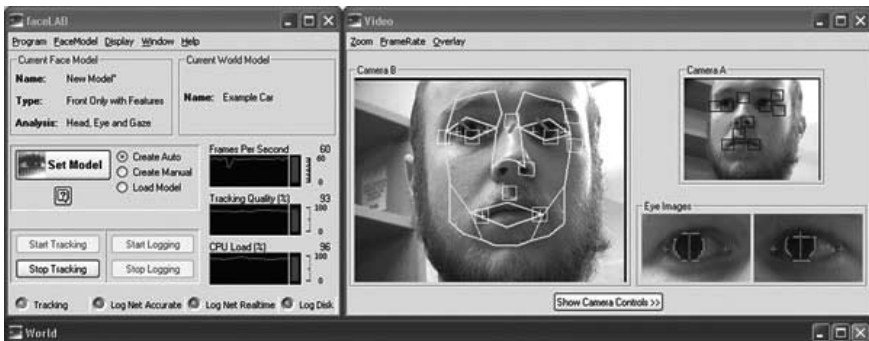 faceLAB
Program FaceModel Display Window Help
Current Face Model
Name: New Model*
Type: Front Only with Features
Analysis: Head, Eye and Gaze
Current World Model
Name: Example Car
Set Model
Create Auto
Create Manual
Load Model
Frames Per Second 60
60
0
Tracking Quality (%) 93
100
0
CPU Load (%) 96
100
0
Start Tracking Start Logging
Stop Tracking Stop Logging
Tracking Log Net Accurate Log Net Realtime Log Disk
Video
Zoom FrameRate Overlay
Camera B
Camera A
Eye Images
Show Camera Controls >>
World